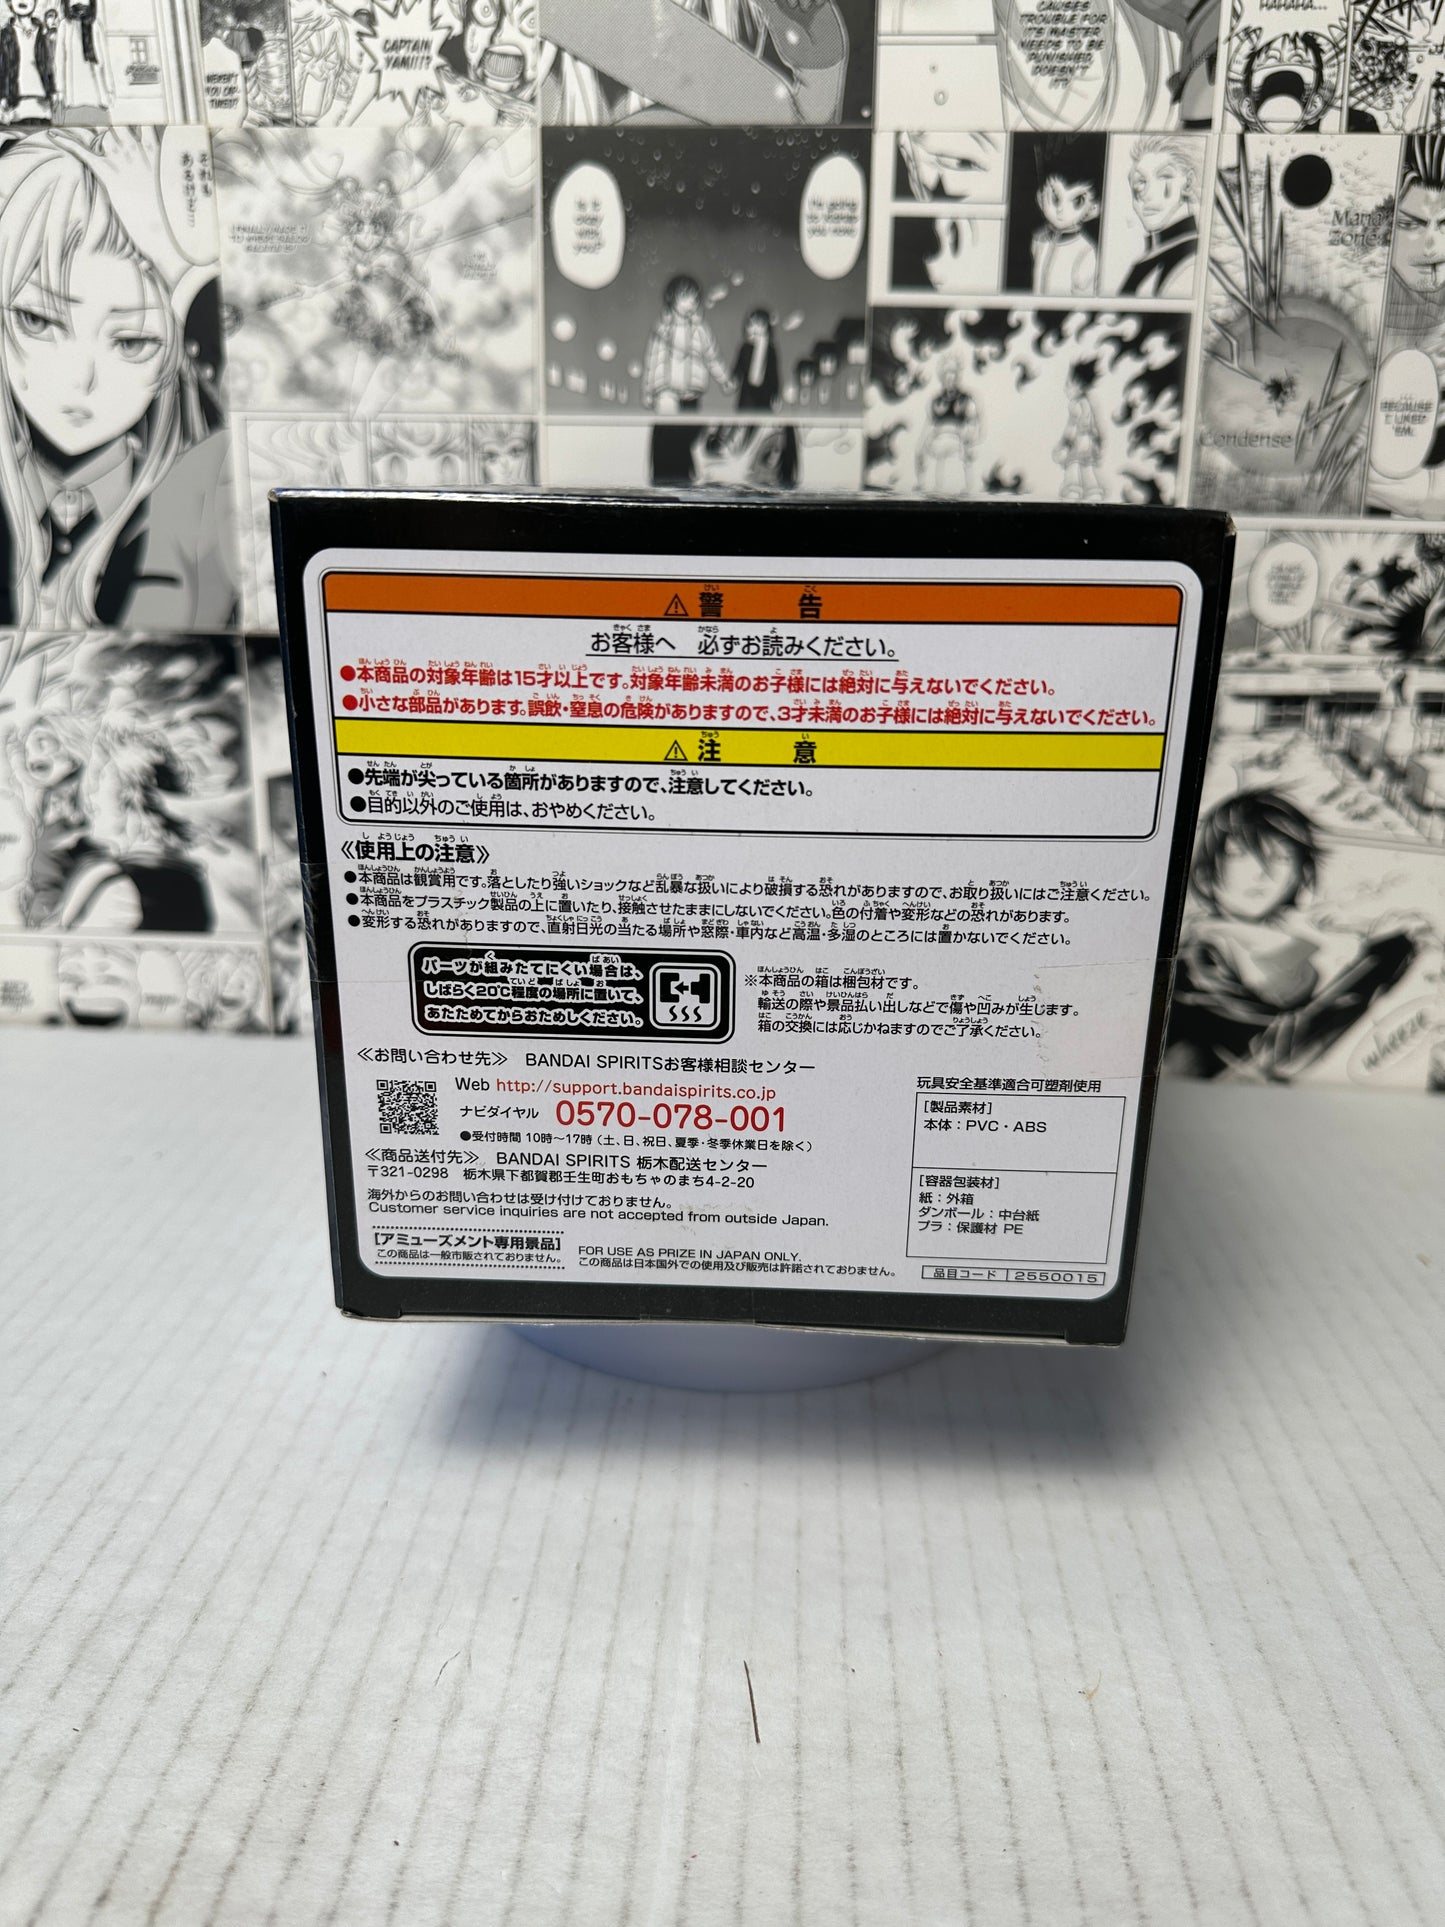 CAPTAIN
YAMI!!?
WEREN'T
YOU CAP-
TURED?
CAUSES
TROUBLE FOR
ITS MASTER
NEEDS TO BE
PUNISHED
DOESN'T
IT?
HAHAHA...
それも
あるけど…
Is it
crazy
with
you?
Mana
Zone
Condense
BECAUSE
I LIKED
'EM.
wheeze
⚠警告
お客様へ 必ずお読みください。
●本商品の対象年齢は15才以上です。対象年齢未満のお子様には絶対に与えないでください。
●小さな部品があります。誤飲・窒息の危険がありますので、3才未満のお子様には絶対に与えないでください。
⚠注意
●先端が尖っている箇所がありますので、注意してください。
●目的以外のご使用は、おやめください。
《使用上の注意》
●本商品は観賞用です。落としたり強いショックなど乱暴な扱いにより破損する恐れがありますので、お取り扱いにはご注意ください。
●本商品をプラスチック製品の上に置いたり、接触させたままにしないでください。色の付着や変形などの恐れがあります。
●変形する恐れがありますので、直射日光の当たる場所や窓際・車内など高温・多湿のところには置かないでください。
パーツが組みたてにくい場合は、
しばらく20℃程度の場所に置いて、
あたためてからおためしください。
※本商品の箱は梱包材です。
輸送の際や景品払い出しなどで傷や凹みが生じます。
箱の交換には応じかねますのでご了承ください。
≪お問い合わせ先≫ BANDAI SPIRITSお客様相談センター
Web http://support.bandaispirits.co.jp
ナビダイヤル 0570-078-001
●受付時間 10時～17時（土、日、祝日、夏季・冬季休業日を除く）
≪商品送付先≫ BANDAI SPIRITS 栃木配送センター
〒321-0298 栃木県下都賀郡壬生町おもちゃのまち4-2-20
海外からのお問い合わせは受け付けておりません。
Customer service inquiries are not accepted from outside Japan.
[アミューズメント専用景品]
この商品は一般市販されておりません。
FOR USE AS PRIZE IN JAPAN ONLY.
この商品は日本国外での使用及び販売は許諾されておりません。
玩具安全基準適合可塑剤使用
[製品素材]
本体：PVC・ABS
[容器包装材]
紙：外箱
ダンボール：中台紙
プラ：保護材 PE
品目コード 2550015